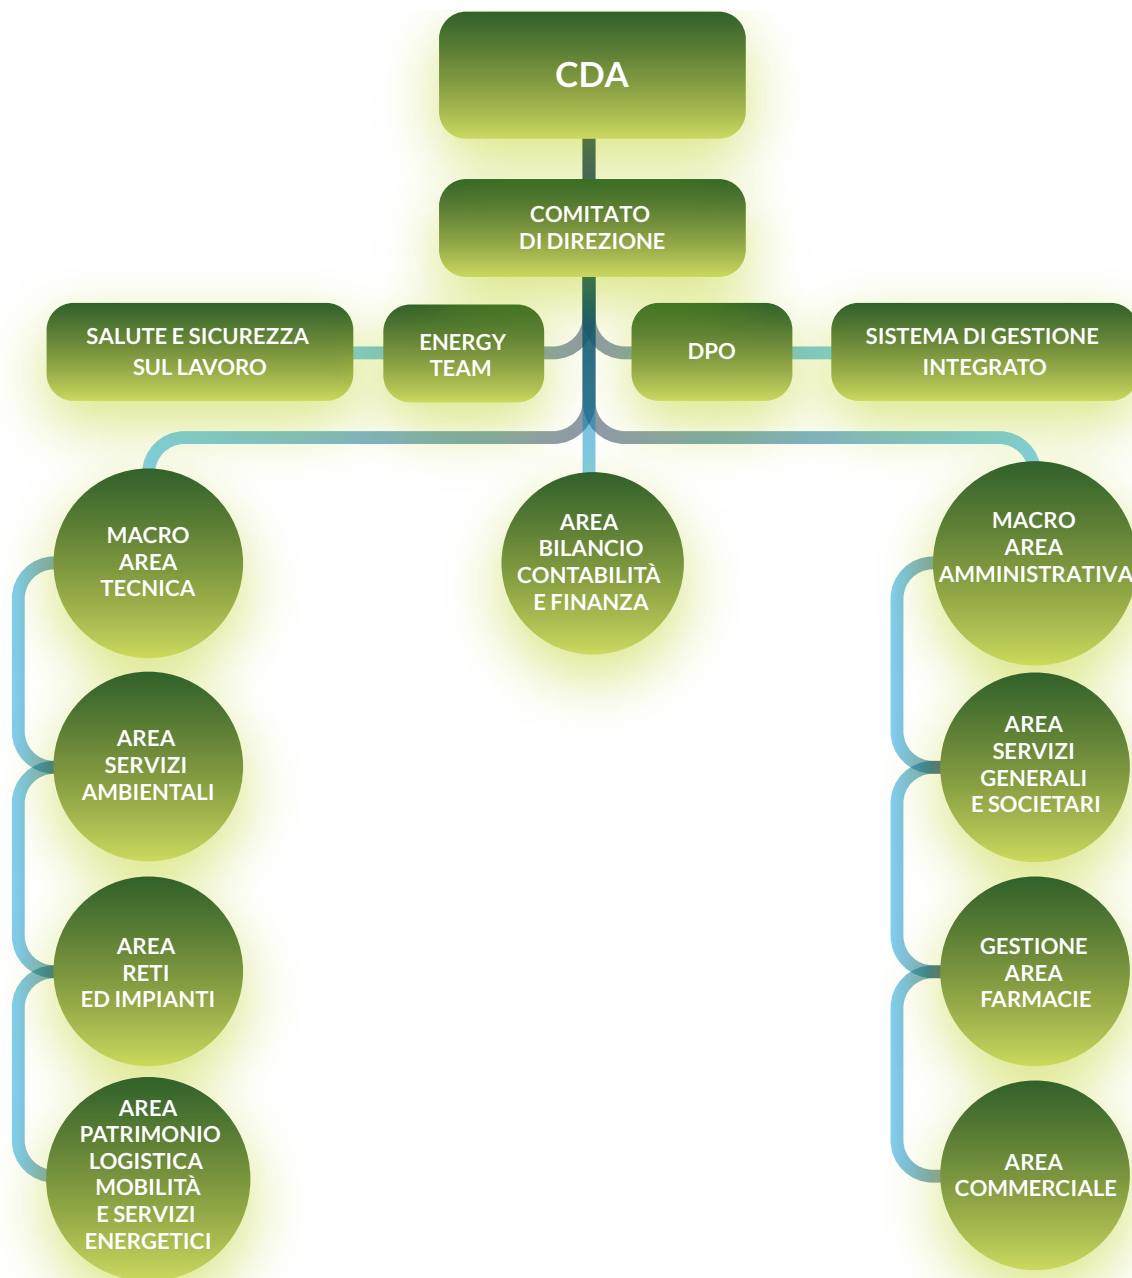 CDA
COMITATO
DI DIREZIONE
SALUTE E SICUREZZA
SUL LAVORO
ENERGY
TEAM
DPO
SISTEMA DI GESTIONE
INTEGRATO
MACRO
AREA
TECNICA
AREA
BILANCIO
CONTABILITÀ
E FINANZA
MACRO
AREA
AMMINISTRATIVA
AREA
SERVIZI
AMBIENTALI
AREA
SERVIZI
GENERALI
E SOCIETARI
AREA
RETI
ED IMPIANTI
GESTIONE
AREA
FARMACIE
AREA
PATRIMONIO
LOGISTICA
MOBILITÀ
E SERVIZI
ENERGETICI
AREA
COMMERCIALE